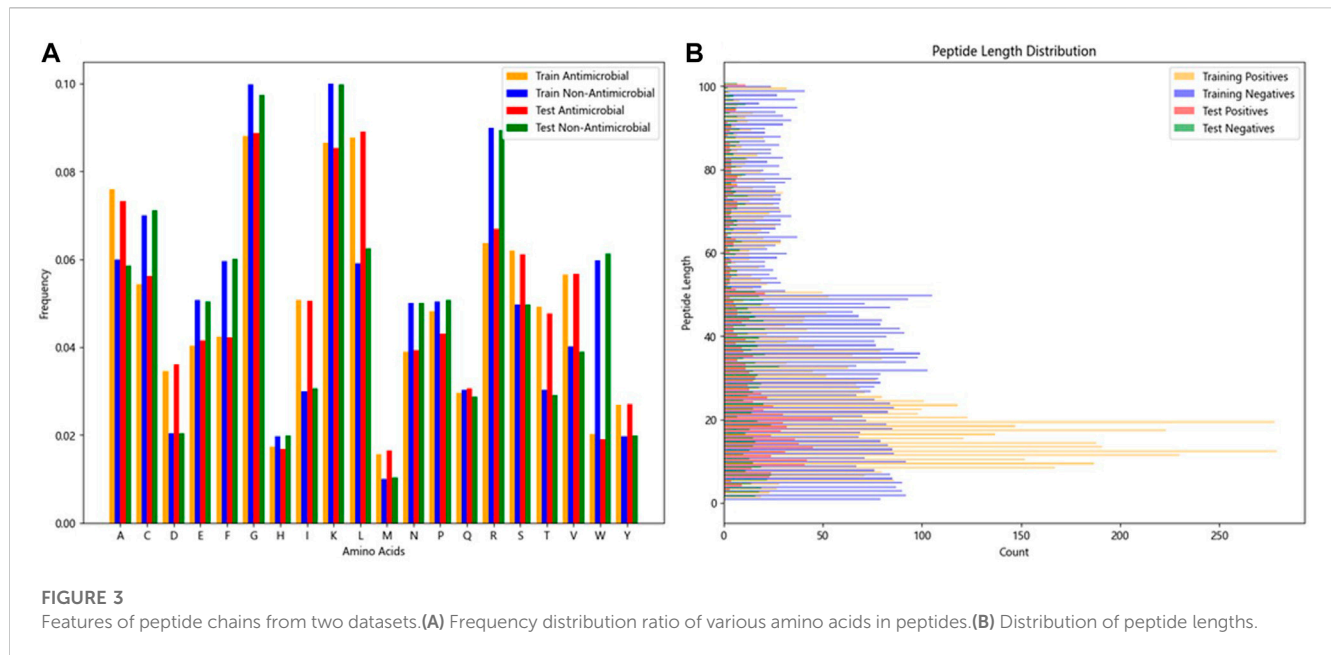 A
0.10
0.08
0.06
0.04
0.02
0.00
Frequency
Train Antimicrobial
Train Non-Antimicrobial
Test Antimicrobial
Test Non-Antimicrobial
A C D E F G H I K L M N P Q R S T V W Y
Amino Acids
B
Peptide Length Distribution
100
80
60
40
20
0
Peptide Length
Training Positives
Training Negatives
Test Positives
Test Negatives
0 50 100 150 200 250
Count
FIGURE 3
Features of peptide chains from two datasets.(A) Frequency distribution ratio of various amino acids in peptides.(B) Distribution of peptide lengths.